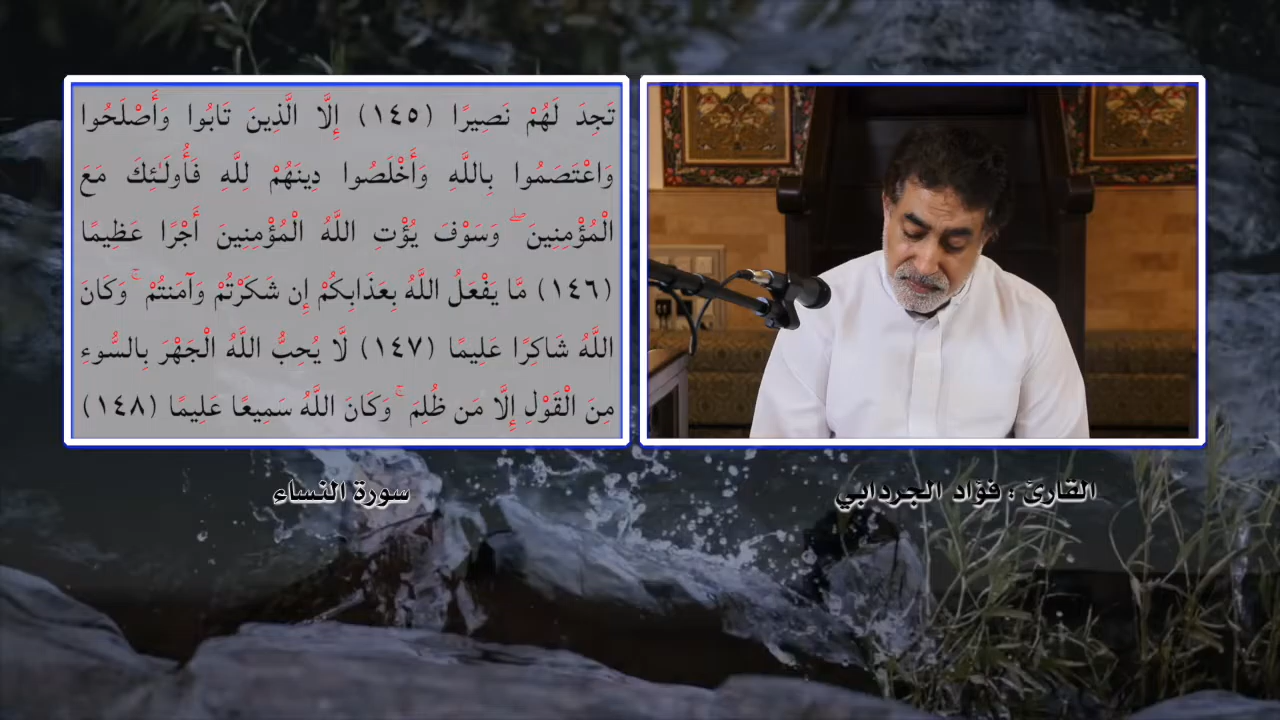 تَجِدَ لَهُمْ نَصِيرًا (١٤٥) إِلَّا الَّذِينَ تَابُوا وَأَصْلَحُوا
وَاعْتَصَمُوا بِاللَّهِ وَأَخْلَصُوا دِينَهُمْ لِلَّهِ فَأُولَـٰئِكَ مَعَ
الْمُؤْمِنِينَ ۖ وَسَوْفَ يُؤْتِ اللَّهُ الْمُؤْمِنِينَ أَجْرًا عَظِيمًا
(١٤٦) مَّا يَفْعَلُ اللَّهُ بِعَذَابِكُمْ إِن شَكَرْتُمْ وَآمَنتُمْ ۚ وَكَانَ
اللَّهُ شَاكِرًا عَلِيمًا (١٤٧) لَّا يُحِبُّ اللَّهُ الْجَهْرَ بِالسُّوءِ
مِنَ الْقَوْلِ إِلَّا مَن ظُلِمَ ۚ وَكَانَ اللَّهُ سَمِيعًا عَلِيمًا (١٤٨)
القارئ : فؤاد الجردابي
سورة النساء